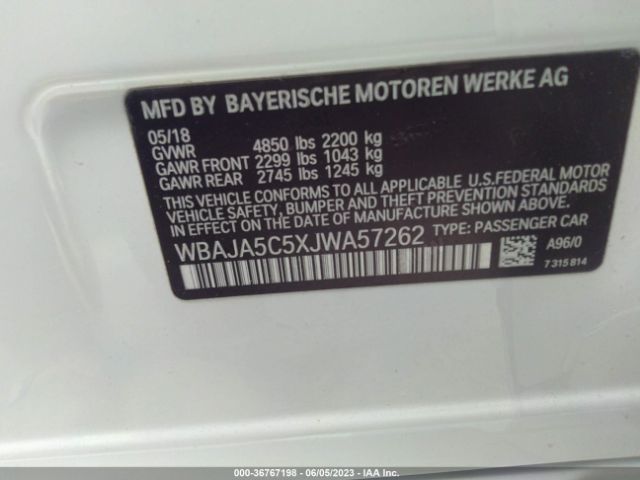 MFD BY BAYERISCHE MOTOREN WERKE AG
05/18
GVWR 4850 lbs 2200 kg
GAWR FRONT 2299 lbs 1043 kg
GAWR REAR 2745 lbs 1245 kg
THIS VEHICLE CONFORMS TO ALL APPLICABLE U.S.FEDERAL MOTOR
VEHICLE SAFETY, BUMPER AND THEFT PREVENTION STANDARDS
IN EFFECT ON THE DATE OF MANUFACTURE SHOWN ABOVE.
WBAJA5C5XJWA57262 TYPE: PASSENGER CAR
A96/0
7 315 814
000-36767198 - 06/05/2023 - IAA Inc.